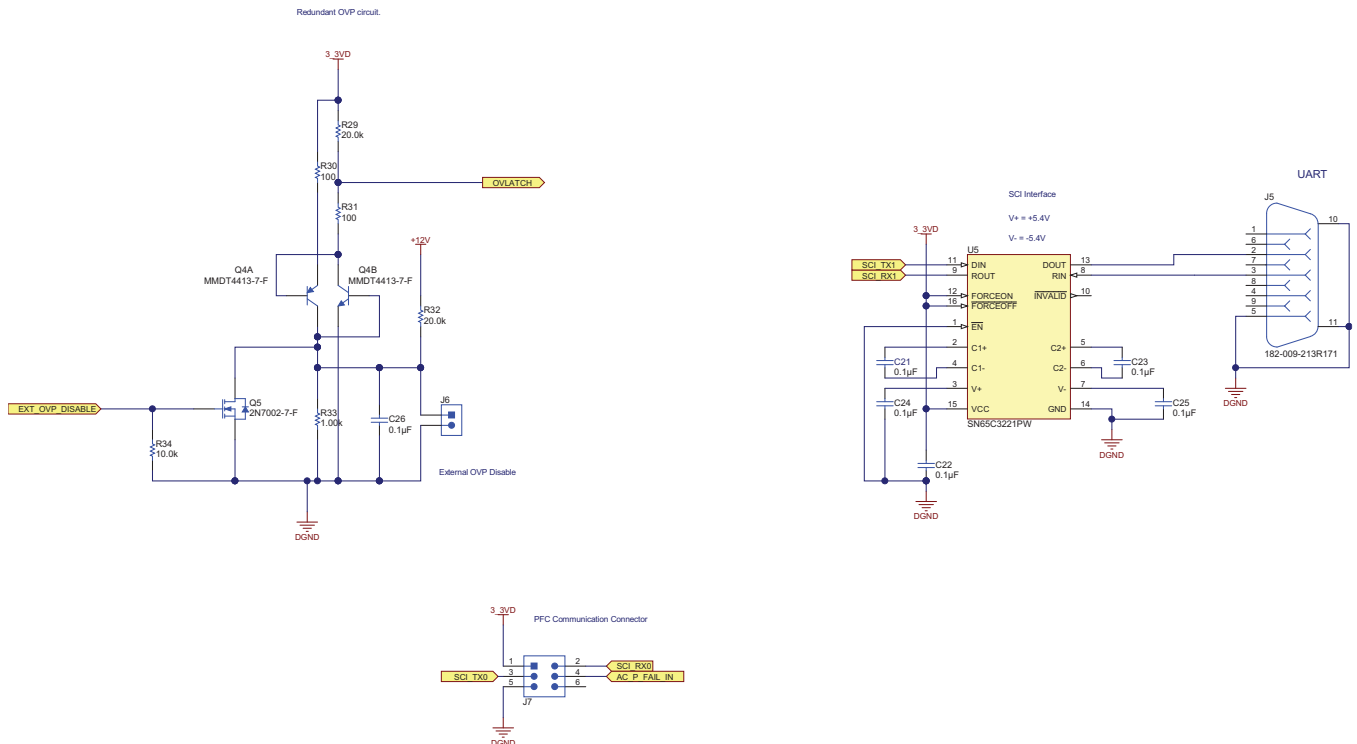 Redundant OVP circuit.
3_3VD
R29
20.0k
R30
100
OVLATCH
R31
100
+12V
Q4A
MMDT4413-7-F
Q4B
MMDT4413-7-F
R32
20.0k
EXT_OVP_DISABLE
Q5
2N7002-7-F
R34
10.0k
R33
1.00k
C26
0.1µF
J6
External OVP Disable
DGND
UART
SCI Interface
V+ = +5.4V
V- = -5.4V
3_3VD
U5
J5
SCI_TX1
SCI_RX1
11 DIN DOUT 13
9 ROUT RIN 8
12 FORCEON INVALID 10
16 FORCEOFF
1 EN
2 C1+ C2+ 5
4 C1- C2- 6
3 V+ V- 7
15 VCC GND 14
SN65C3221PW
C21
0.1µF
C24
0.1µF
C22
0.1µF
DGND
C23
0.1µF
C25
0.1µF
DGND
1
6
2
7
3
8
4
9
5
10
11
182-009-213R171
DGND
3_3VD
PFC Communication Connector
1 2 SCI_RX0
SCI_TX0 3 4 AC_P_FAIL_IN
5 6
J7
DGND